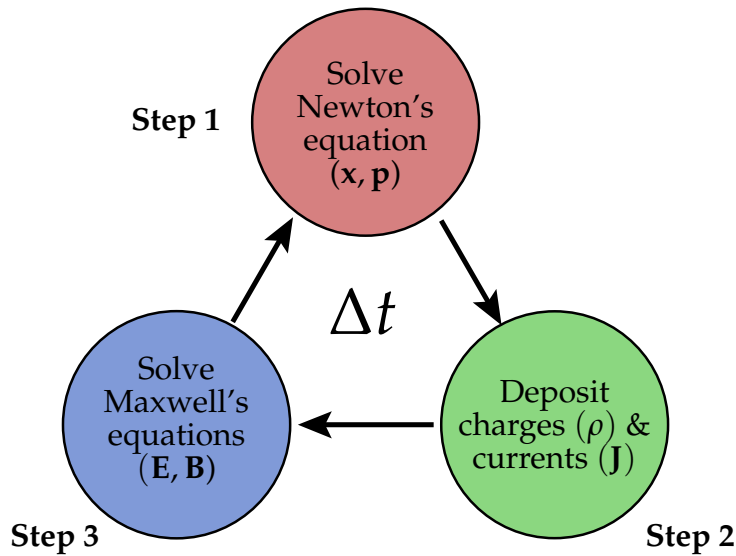 Step 1
Solve
Newton's
equation
(x, p)
Δt
Solve
Maxwell's
equations
(E, B)
Step 3
Deposit
charges (ρ) &
currents (J)
Step 2